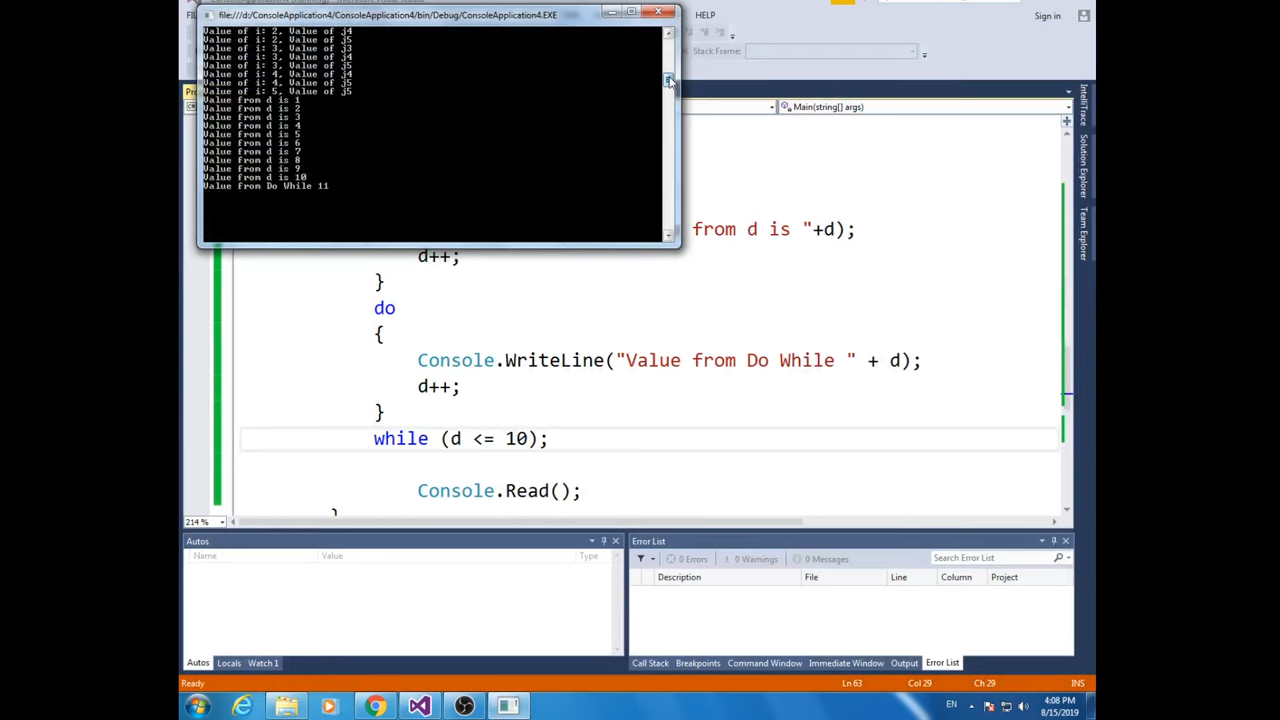 file:///d:/ConsoleApplication4/ConsoleApplication4/bin/Debug/ConsoleApplication4.EXE
HELP
Sign in
Stack Frame:
Value of i: 2, Value of j4
Value of i: 2, Value of j5
Value of i: 3, Value of j3
Value of i: 3, Value of j4
Value of i: 3, Value of j5
Value of i: 4, Value of j4
Value of i: 4, Value of j5
Value of i: 5, Value of j5
Value from d is 1
Value from d is 2
Value from d is 3
Value from d is 4
Value from d is 5
Value from d is 6
Value from d is 7
Value from d is 8
Value from d is 9
Value from d is 10
Value from Do While 11
Main(string[] args)
IntelliTrace
Solution Explorer
Team Explorer
from d is "+d);
d++;
}
do
{
Console.WriteLine("Value from Do While " + d);
d++;
}
while (d <= 10);
Console.Read();
214 %
Autos
Name Value Type
Error List
0 Errors 0 Warnings 0 Messages Search Error List
Description File Line Column Project
Autos Locals Watch 1
Call Stack Breakpoints Command Window Immediate Window Output Error List
Ready Ln 63 Col 29 Ch 29 INS
EN
4:08 PM
8/15/2019